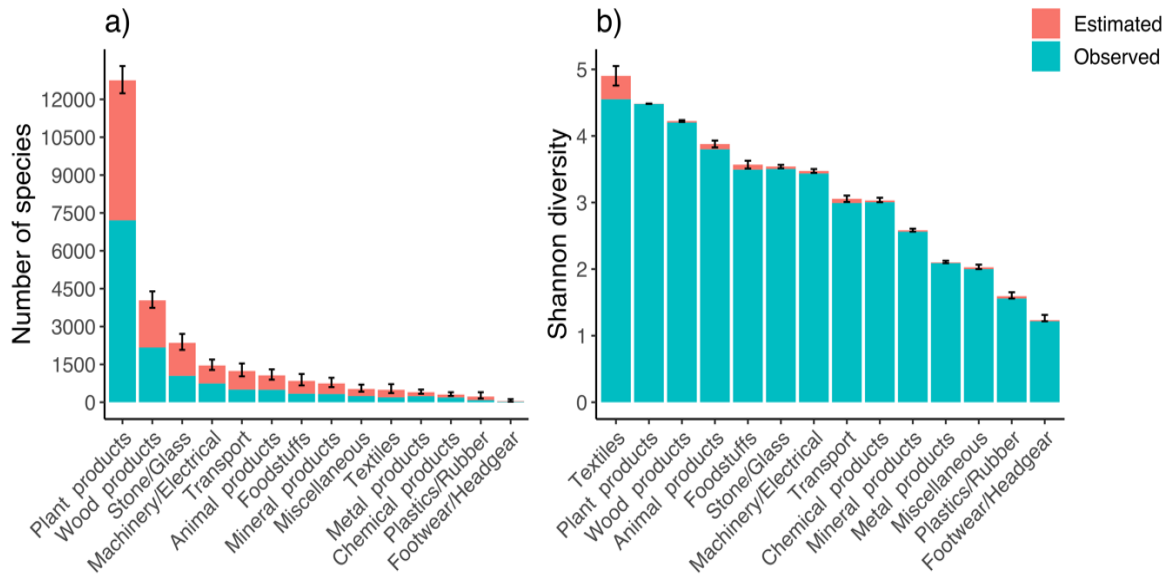 a)
Number of species
12000
10500
9000
7500
6000
4500
3000
1500
0
Plant products
Wood products
Stone/Glass
Machinery/Electrical
Transport
Animal products
Foodstuffs
Mineral products
Miscellaneous
Textiles
Metal products
Chemical products
Plastics/Rubber
Footwear/Headgear
b)
Shannon diversity
5
4
3
2
1
0
Textiles
Plant products
Wood products
Animal products
Foodstuffs
Stone/Glass
Machinery/Electrical
Transport
Chemical products
Mineral products
Metal products
Miscellaneous
Plastics/Rubber
Footwear/Headgear
Estimated
Observed